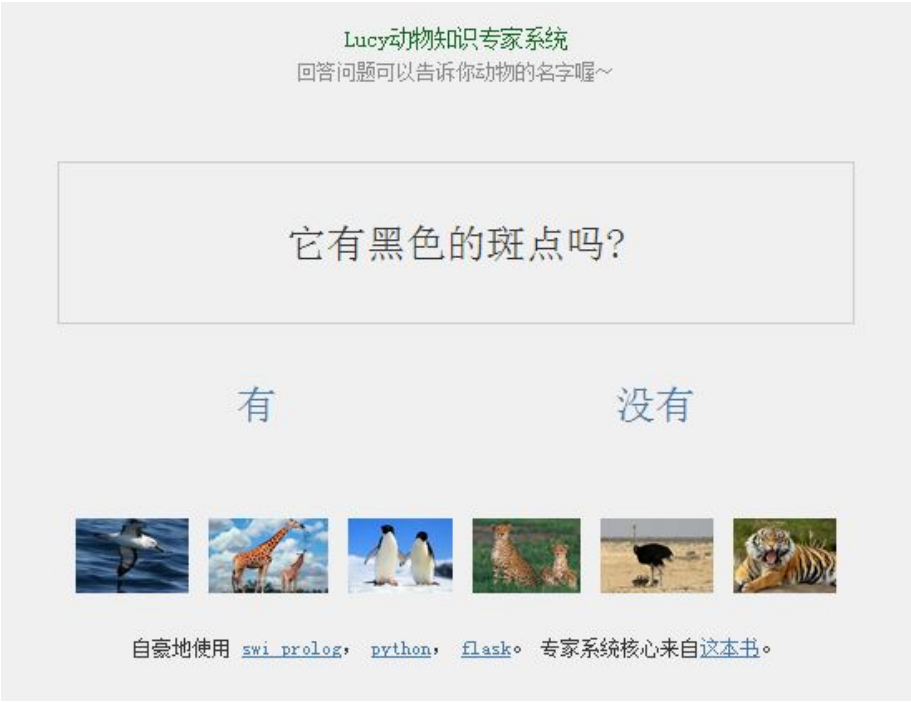 Lucy动物知识专家系统
回答问题可以告诉你动物的名字喔～
它有黑色的斑点吗?
有
没有
自豪地使用 swi prolog, python, flask。 专家系统核心来自这本书。